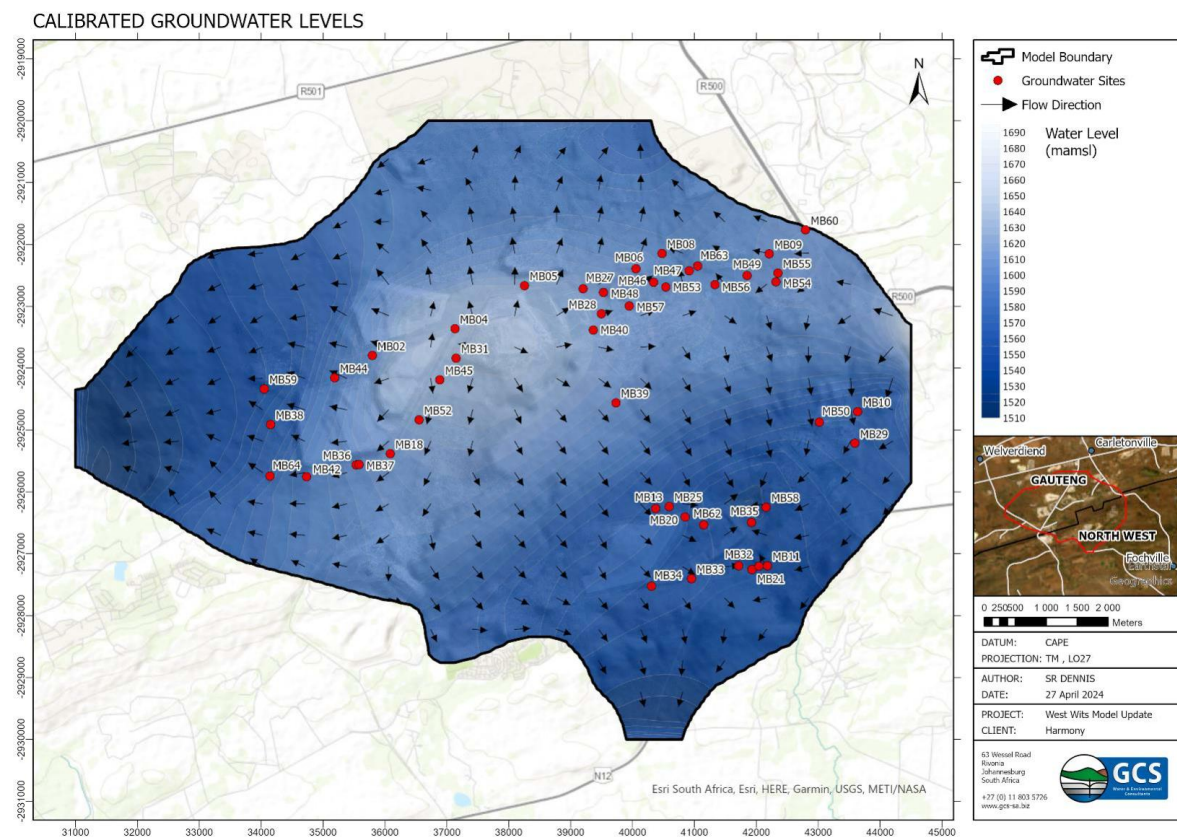 CALIBRATED GROUNDWATER LEVELS
-2919000
-2920000
-2921000
-2922000
-2923000
-2924000
-2925000
-2926000
-2927000
-2928000
-2929000
-2930000
-2931000
R501
R500
N
MB60
MB08
MB09
MB06
MB63
MB47
MB49
MB55
MB05
MB27
MB46
MB48
MB53
MB56
MB54
R500
MB28
MB57
MB04
MB40
MB02
MB31
MB44
MB45
MB59
MB39
MB10
MB38
MB52
MB50
MB29
MB18
MB36
MB37
MB64
MB42
MB13
MB25
MB58
MB20
MB62
MB35
MB32
MB11
MB34
MB33
MB21
N12
Esri South Africa, Esri, HERE, Garmin, USGS, METI/NASA
31000 32000 33000 34000 35000 36000 37000 38000 39000 40000 41000 42000 43000 44000 45000
Model Boundary
Groundwater Sites
Flow Direction
Water Level
(mamsl)
1690
1680
1670
1660
1650
1640
1630
1620
1610
1600
1590
1580
1570
1560
1550
1540
1530
1520
1510
Welverdiend
Carletonville
GAUTENG
NORTH WEST
Fochville
Earthstar
Geographics
0 250500 1 000 1 500 2 000
Meters
DATUM: CAPE
PROJECTION: TM , LO27
AUTHOR: SR DENNIS
DATE: 27 April 2024
PROJECT: West Wits Model Update
CLIENT: Harmony
63 Wessel Road
Rivonia
Johannesburg
South Africa
+27 (0) 11 803 5726
www.gcs-sa.biz
GCS
Water & Environmental
Consultants